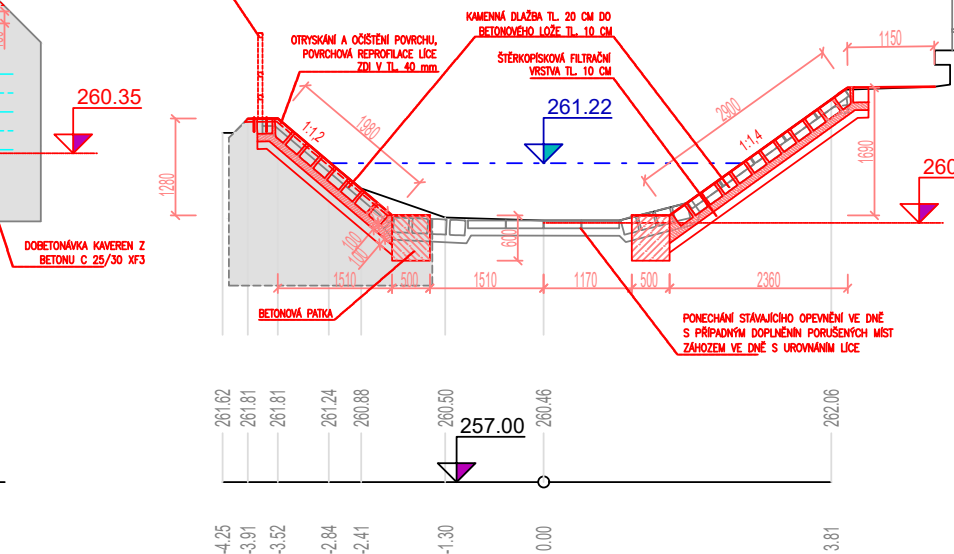 KAMENNÁ DLAŽBA TL. 20 CM DO
BETONOVÉHO LOŽE TL. 10 CM
OTRYSKÁNÍ A OČIŠTĚNÍ POVRCHU,
POVRCHOVÁ REPROFILACE LÍCE
ZDI V TL. 40 mm
ŠTĚRKOPÍSKOVÁ FILTRAČNÍ
VRSTVA TL. 10 CM
1150
260.35
261.22
1980
2900
1:1,2
1:1,4
1280
1690
600
100
100
DOBETONÁVKA KAVEREN Z
BETONU C 25/30 XF3
1510
500
1510
1170
500
2360
BETONOVÁ PATKA
PONECHÁNÍ STÁVAJÍCÍHO OPEVNĚNÍ VE DNĚ
S PŘÍPADNÝM DOPLNĚNÍN PORUŠENÝCH MÍST
ZÁHOZEM VE DNĚ S UROVNÁNÍM LÍCE
261.62
261.81
261.81
261.24
260.88
260.50
260.46
262.06
257.00
-4.25
-3.91
-3.52
-2.84
-2.41
-1.30
0.00
3.81